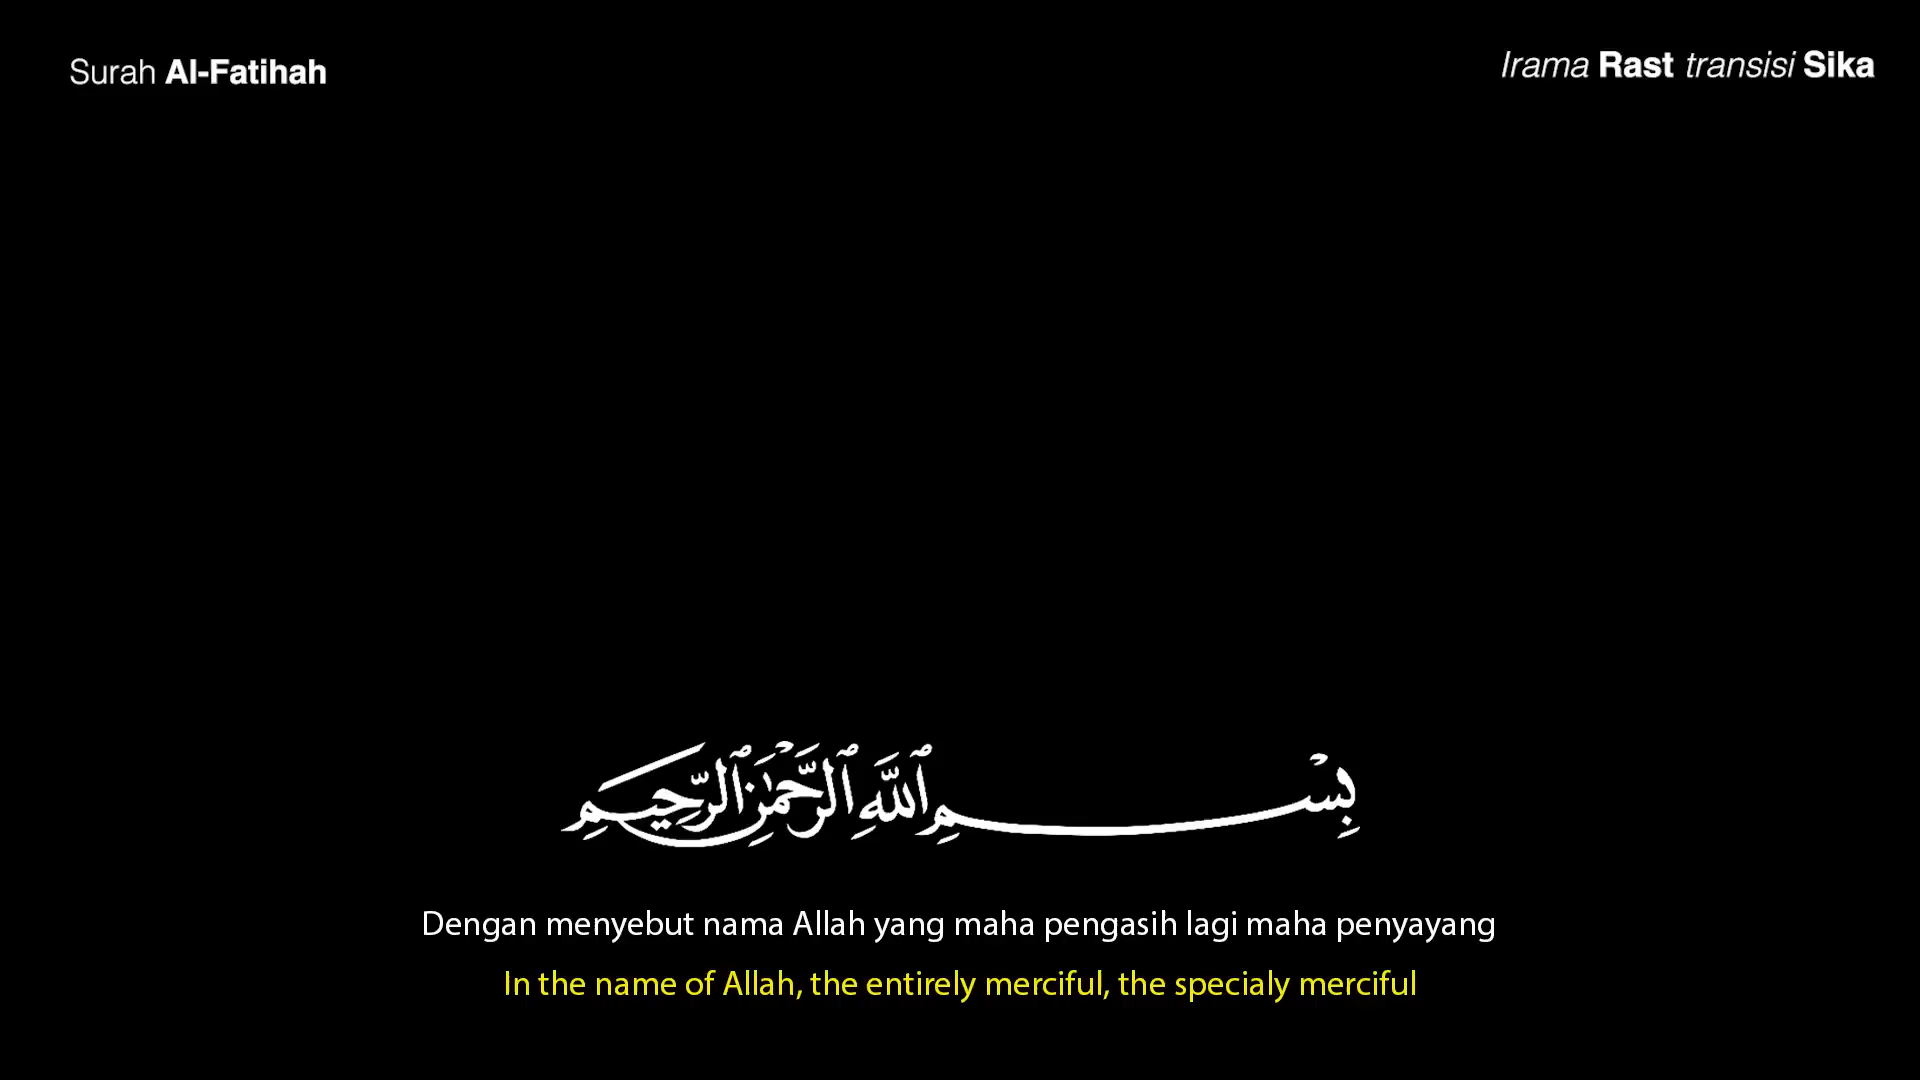 Surah Al-Fatihah
Irama Rast transisi Sika
بِسْمِ ٱللَّهِ ٱلرَّحْمَٰنِ ٱلرَّحِيمِ
Dengan menyebut nama Allah yang maha pengasih lagi maha penyayang
In the name of Allah, the entirely merciful, the specialy merciful